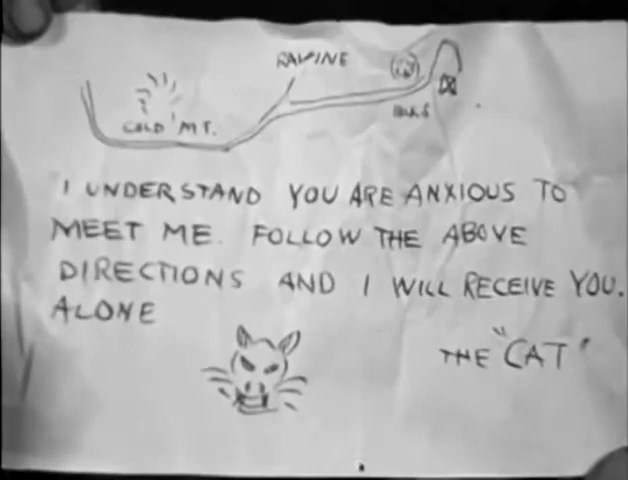 RAVINE
COLD MT.
I UNDERSTAND YOU ARE ANXIOUS TO
MEET ME. FOLLOW THE ABOVE
DIRECTIONS AND I WILL RECEIVE YOU.
ALONE
THE "CAT"